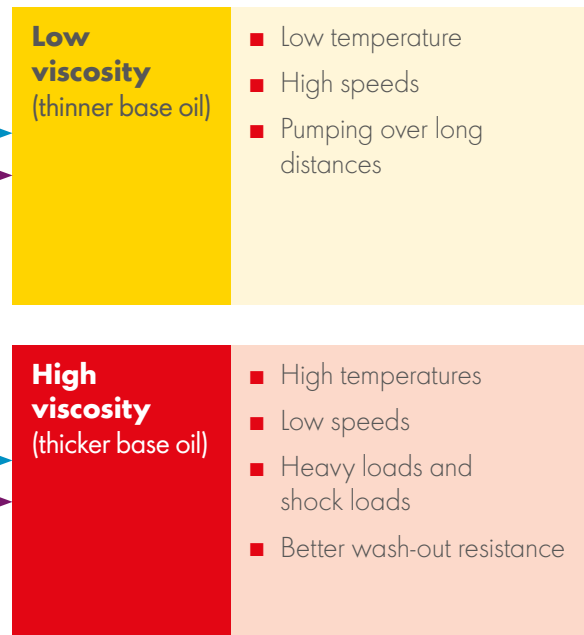 Low
viscosity
(thinner base oil)
■ Low temperature
■ High speeds
■ Pumping over long
distances
High
viscosity
(thicker base oil)
■ High temperatures
■ Low speeds
■ Heavy loads and
shock loads
■ Better wash-out resistance